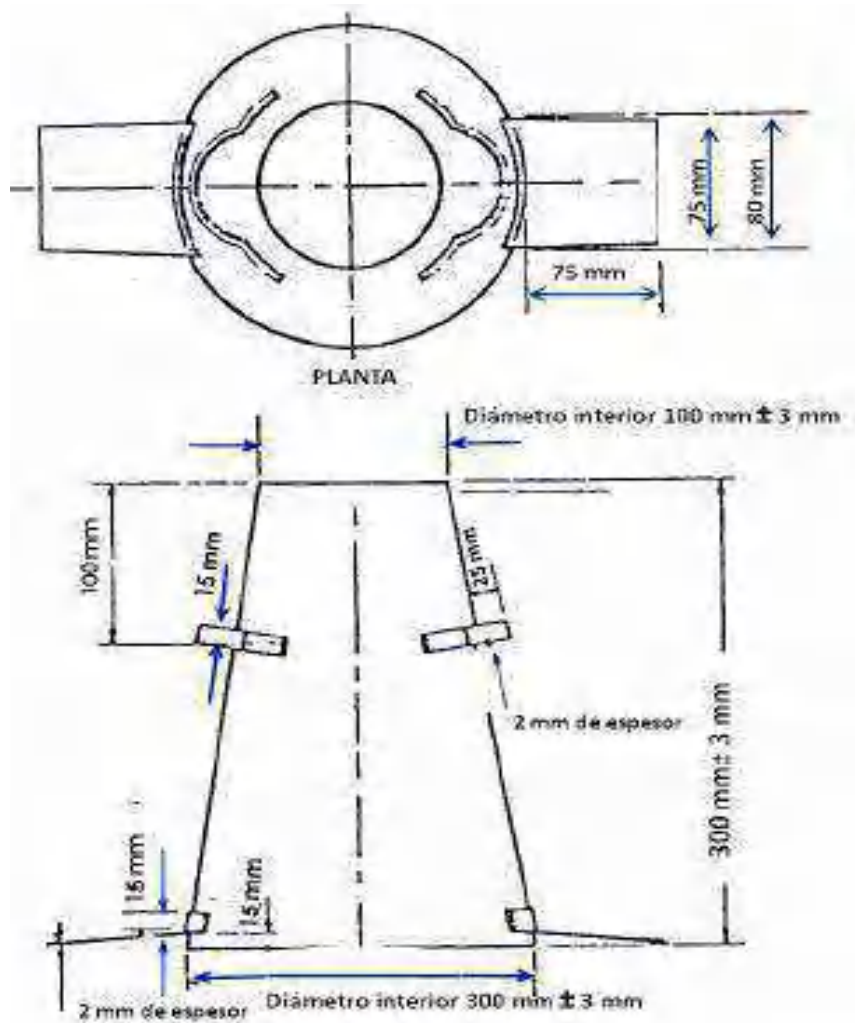 75 mm
80 mm
75 mm
PLANTA
Diámetro interior 100 mm ± 3 mm
100mm
15 mm
25 mm
2 mm de espesor
300 mm± 3 mm
15 mm
15mm
2 mm de espesor
Diámetro interior 300 mm ± 3 mm